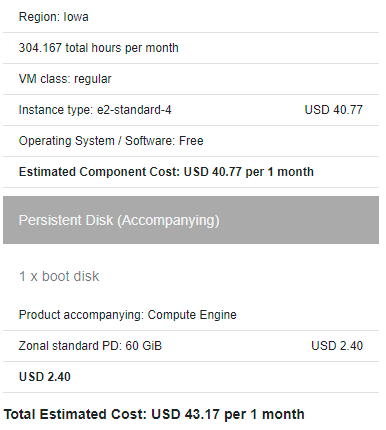 Region: Iowa
304.167 total hours per month
VM class: regular
Instance type: e2-standard-4 USD 40.77
Operating System / Software: Free
Estimated Component Cost: USD 40.77 per 1 month
Persistent Disk (Accompanying)
1 x boot disk
Product accompanying: Compute Engine
Zonal standard PD: 60 GiB USD 2.40
USD 2.40
Total Estimated Cost: USD 43.17 per 1 month